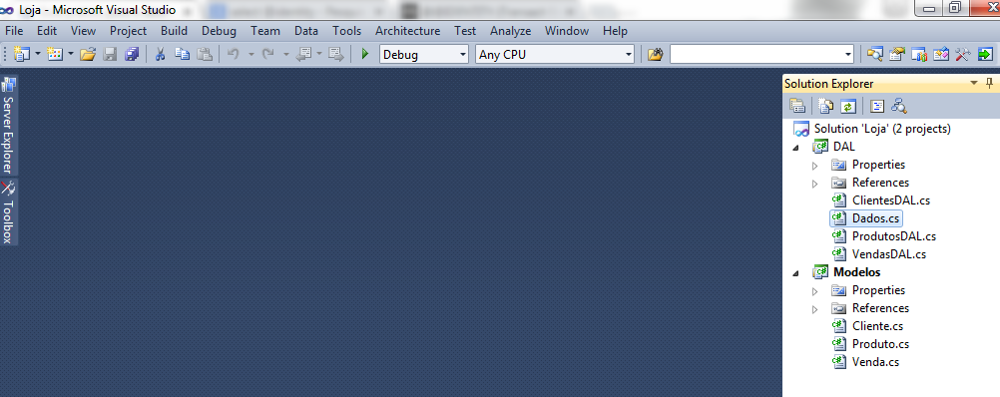 Loja - Microsoft Visual Studio
File Edit View Project Build Debug Team Data Tools Architecture Test Analyze Window Help
Debug Any CPU
Server Explorer
Toolbox
Solution Explorer
Solution 'Loja' (2 projects)
DAL
Properties
References
ClientesDAL.cs
Dados.cs
ProdutosDAL.cs
VendasDAL.cs
Modelos
Properties
References
Cliente.cs
Produto.cs
Venda.cs